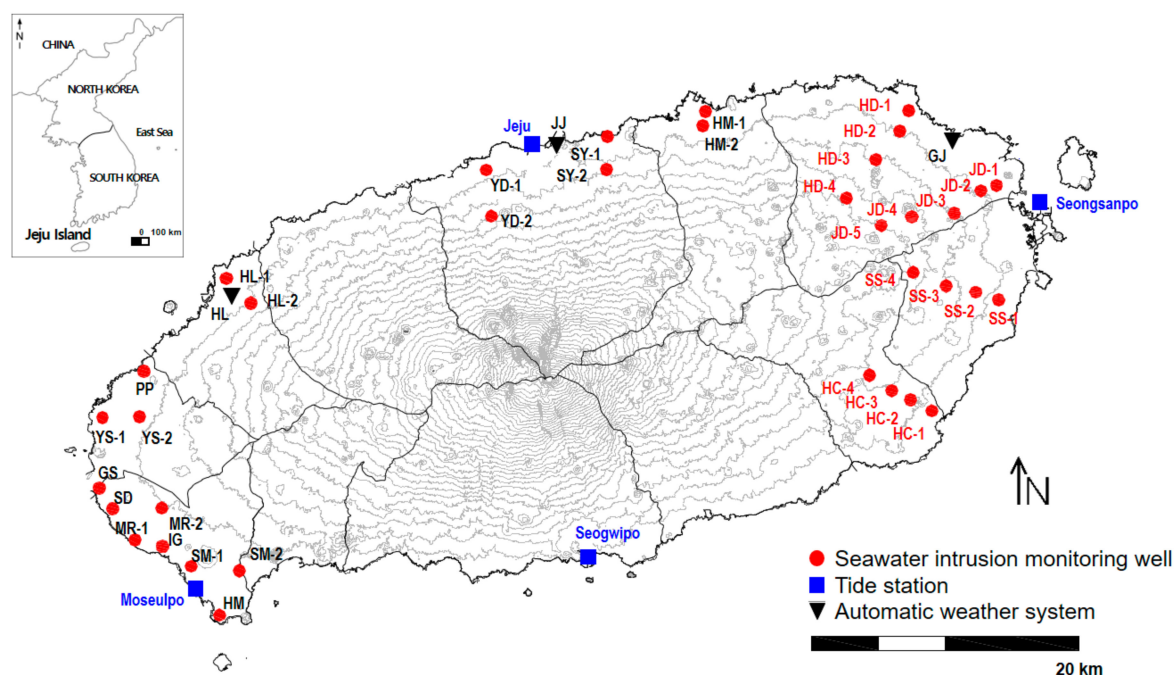 N
CHINA
NORTH KOREA
East Sea
SOUTH KOREA
Jeju Island
0 100 km
Jeju
JJ
SY-1
SY-2
YD-1
YD-2
HM-1
HM-2
HD-1
HD-2
HD-3
HD-4
GJ
JD-1
JD-2
JD-3
JD-4
JD-5
Seongsanpo
HL-1
HL
HL-2
SS-4
SS-3
SS-2
SS-1
PP
YS-1
YS-2
HC-4
HC-3
HC-2
HC-1
GS
SD
MR-1
MR-2
IG
SM-1
SM-2
Moseulpo
HM
Seogwipo
N
Seawater intrusion monitoring well
Tide station
Automatic weather system
20 km